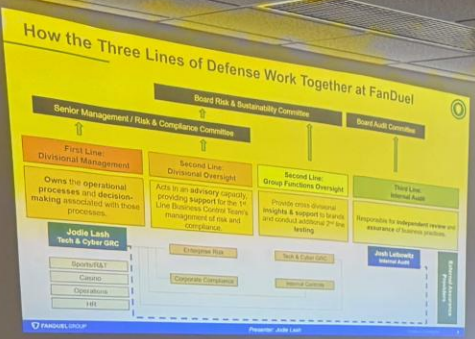 How the Three Lines of Defense Work Together at FanDuel
Board Risk & Sustainability Committee
Senior Management / Risk & Compliance Committee
Board Audit Committee
First Line:
Divisional Management
Owns the operational
processes and decision-
making associated with those
processes.
Second Line:
Divisional Oversight
Acts in an advisory capacity,
providing support for the 1st
Line Business Control Team's
management of risk and
compliance.
Second Line:
Group Functions Oversight
Provide cross divisional
insights & support to brands
and conduct additional 2nd line
testing
Third Line:
Internal Audit
Responsible for independent review and
assurance of business practices.
Jodie Lash
Tech & Cyber GRC
Sports/R&T
Casino
Operations
HR
Enterprise Risk
Corporate Compliance
Tech & Cyber GRC
Internal Controls
Josh Leibowitz
Internal Audit
External Assurance
Providers
FANDUEL GROUP
Presenter: Jodie Lash